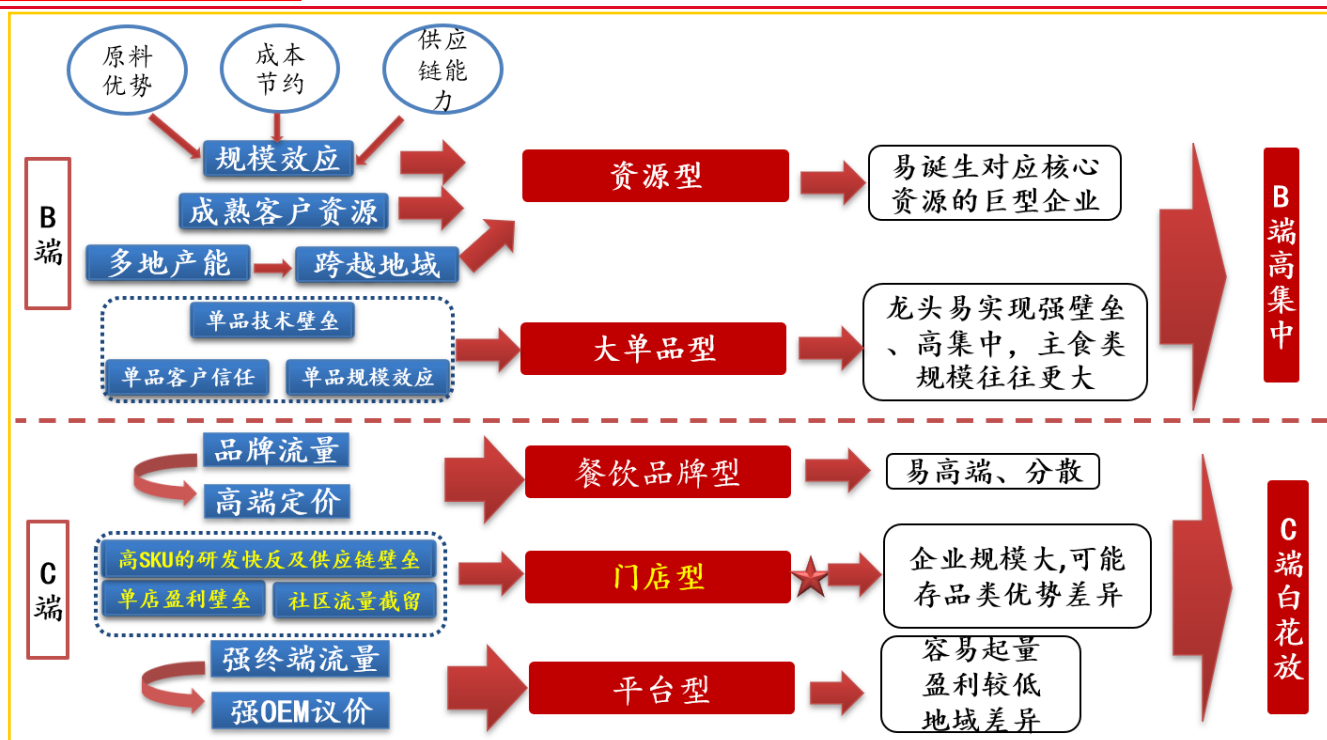 原料
优势
成本
节约
供应
链能
力
规模效应
成熟客户资源
多地产能
跨越地域
资源型
易诞生对应核心
资源的巨型企业
B
端
单品技术壁垒
单品客户信任
单品规模效应
大单品型
龙头易实现强壁垒
、高集中，主食类
规模往往更大
B
端
高
集
中
品牌流量
高端定价
餐饮品牌型
易高端、分散
C
端
高SKU的研发快反及供应链壁垒
单店盈利壁垒
社区流量截留
门店型
企业规模大,可能
存品类优势差异
强终端流量
强OEM议价
平台型
容易起量
盈利较低
地域差异
C
端
白
花
放